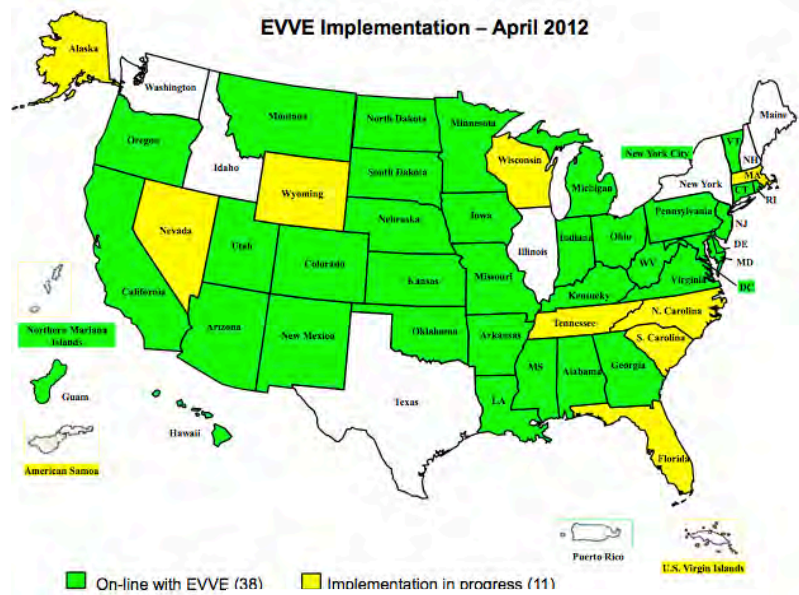 EVVE Implementation – April 2012
Alaska
Washington
Maine
Montana
North Dakota
Minnesota
Oregon
VT
NH
Idaho
Wisconsin
New York City
South Dakota
Michigan
MA
Wyoming
New York
CT
RI
Nebraska
Iowa
Pennsylvania
NJ
Nevada
Utah
Illinois
Indiana
Ohio
DE
Colorado
WV
MD
California
Kansas
Missouri
Virginia
DC
Kentucky
Northern Mariana
Islands
Arizona
New Mexico
Oklahoma
Arkansas
Tennessee
N. Carolina
S. Carolina
MS
Alabama
Georgia
Guam
Texas
LA
Hawaii
Florida
American Samoa
Puerto Rico
U.S. Virgin Islands
On-line with EVVE (38)
Implementation in progress (11)